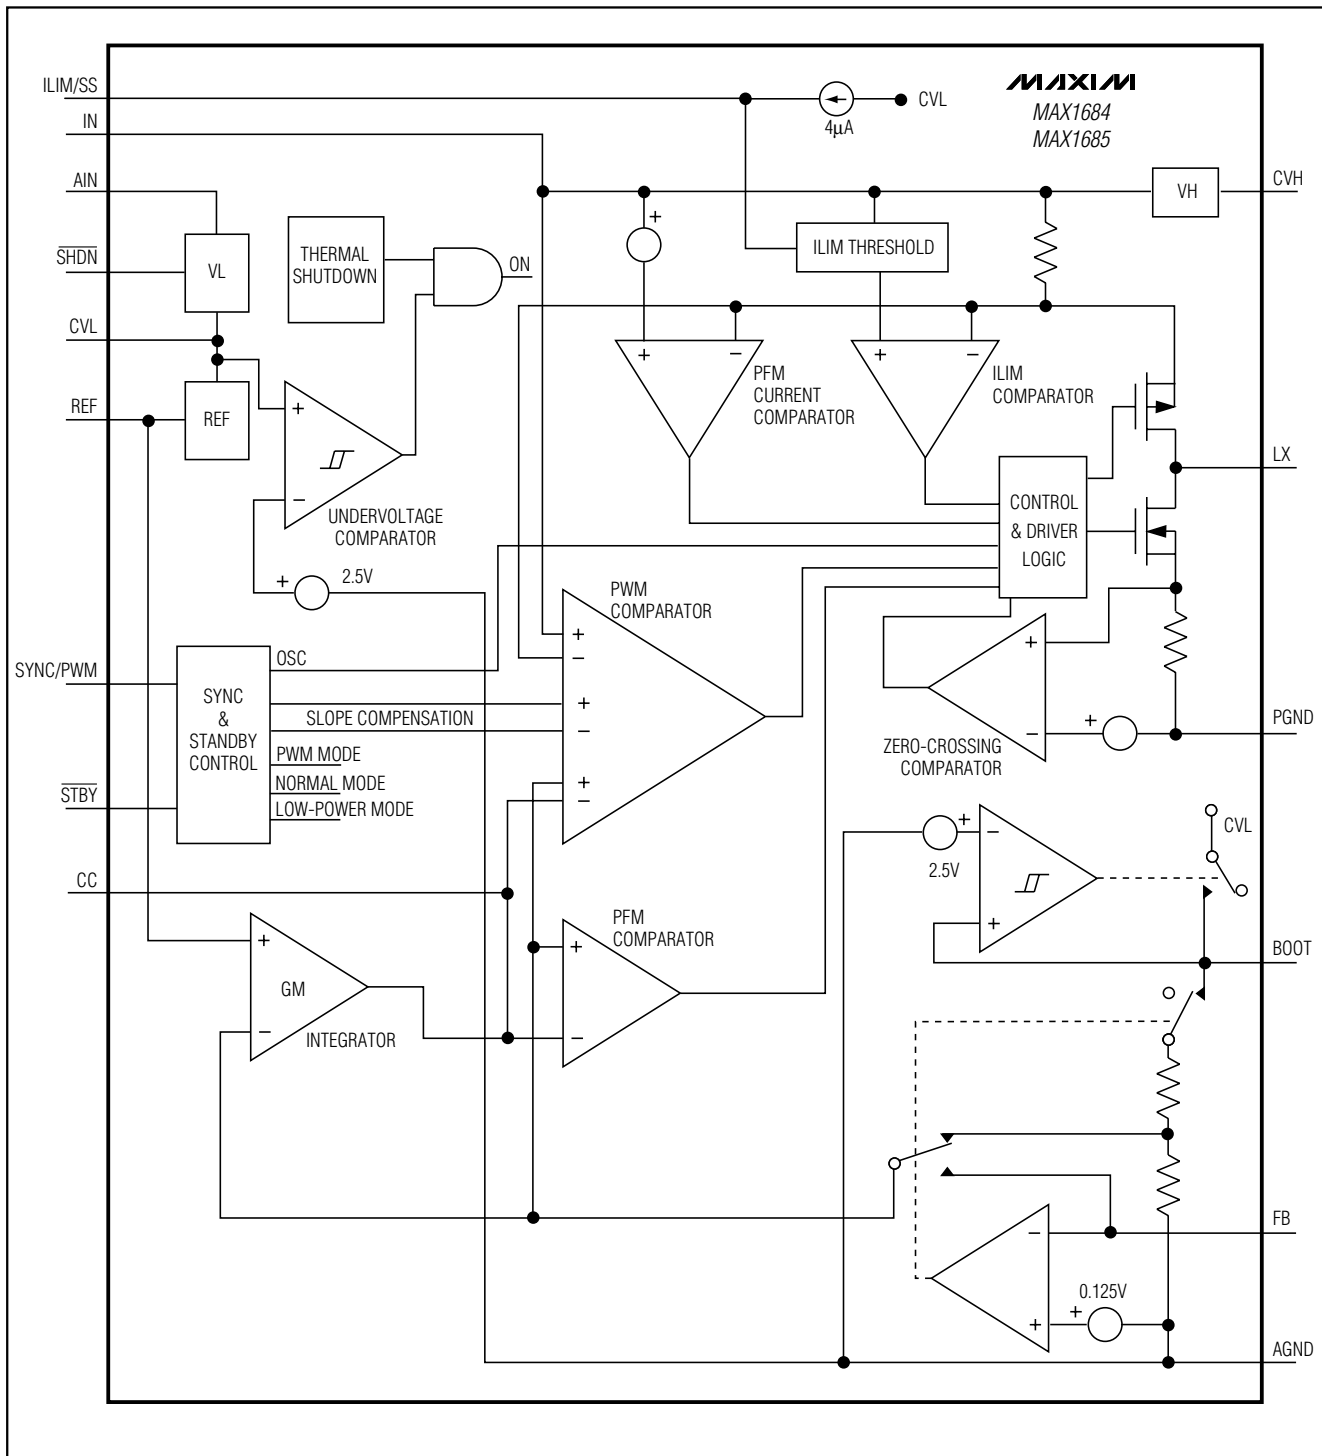 ILIM/SS
IN
AIN
SHDN
CVL
REF
SYNC/PWM
STBY
CC
MAXIM
MAX1684
MAX1685
4μA
CVL
VH
CVH
VL
THERMAL
SHUTDOWN
ON
ILIM THRESHOLD
+
REF
+
−
UNDERVOLTAGE
COMPARATOR
+
2.5V
+
−
PFM
CURRENT
COMPARATOR
+
−
ILIM
COMPARATOR
CONTROL
& DRIVER
LOGIC
LX
PWM
COMPARATOR
+
−
+
−
+
−
SYNC
&
STANDBY
CONTROL
OSC
SLOPE COMPENSATION
PWM MODE
NORMAL MODE
LOW-POWER MODE
+
−
+
ZERO-CROSSING
COMPARATOR
PGND
+
2.5V
−
+
CVL
BOOT
+
−
GM
INTEGRATOR
PFM
COMPARATOR
+
−
−
+
+
0.125V
FB
AGND